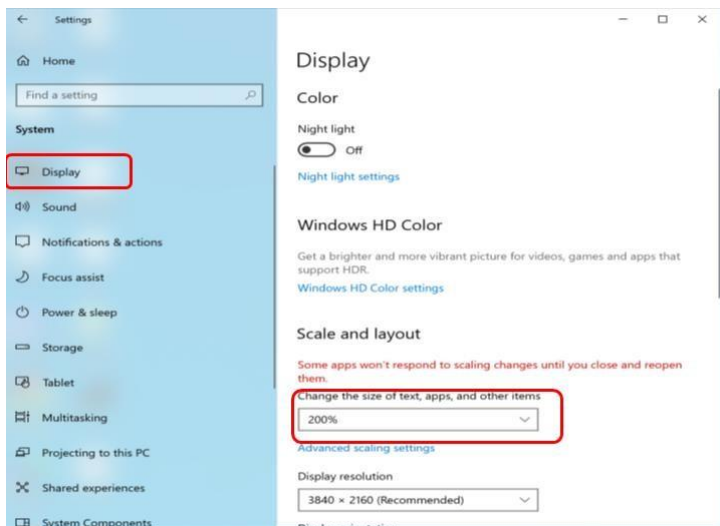 Settings
Home
Find a setting
System
Display
Sound
Notifications & actions
Focus assist
Power & sleep
Storage
Tablet
Multitasking
Projecting to this PC
Shared experiences
System Components
Display
Color
Night light
Off
Night light settings
Windows HD Color
Get a brighter and more vibrant picture for videos, games and apps that
support HDR.
Windows HD Color settings
Scale and layout
Some apps won't respond to scaling changes until you close and reopen
them.
Change the size of text, apps, and other items
200%
Advanced scaling settings
Display resolution
3840 × 2160 (Recommended)